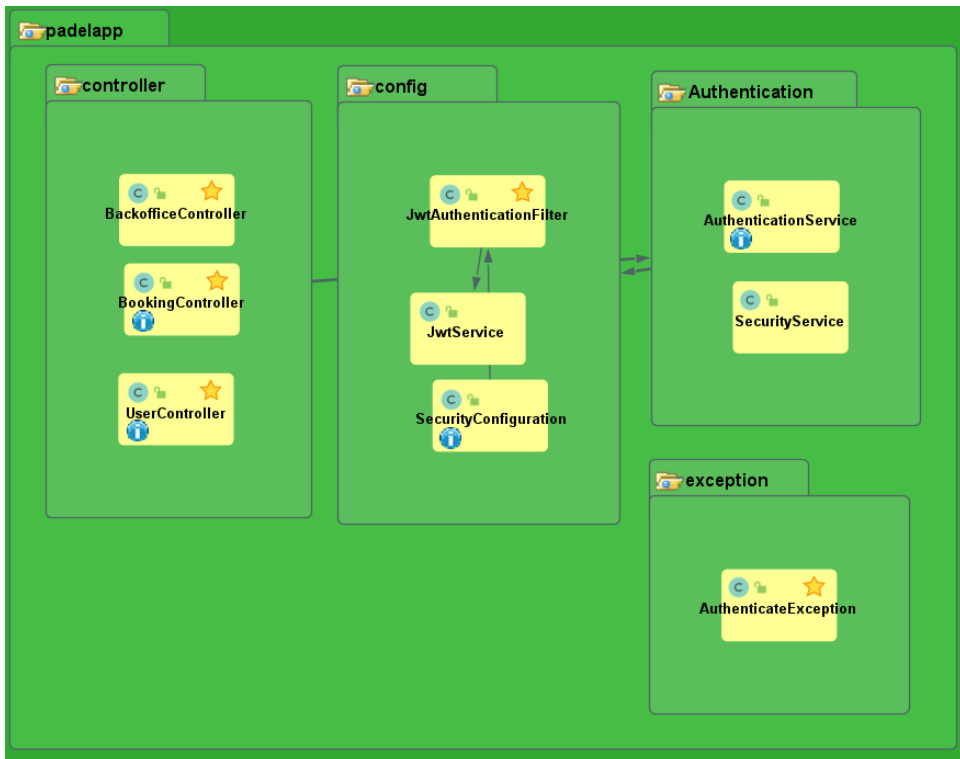 padelapp
controller
config
Authentication
C
BackofficeController
C
BookingController
i
C
UserController
i
C
JwtAuthenticationFilter
C
JwtService
C
SecurityConfiguration
i
C
AuthenticationService
i
C
SecurityService
exception
C
AuthenticateException